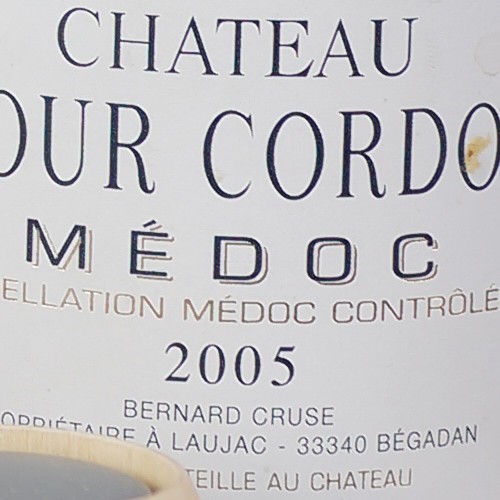 CHATEAU
OUR CORDO
MÉDOC
ELLATION MÉDOC CONTRÔLÉ
2005
BERNARD CRUSE
OPRIÉTAIRE À LAUJAC - 33340 BÉGADAN
TEILLE AU CHATEAU